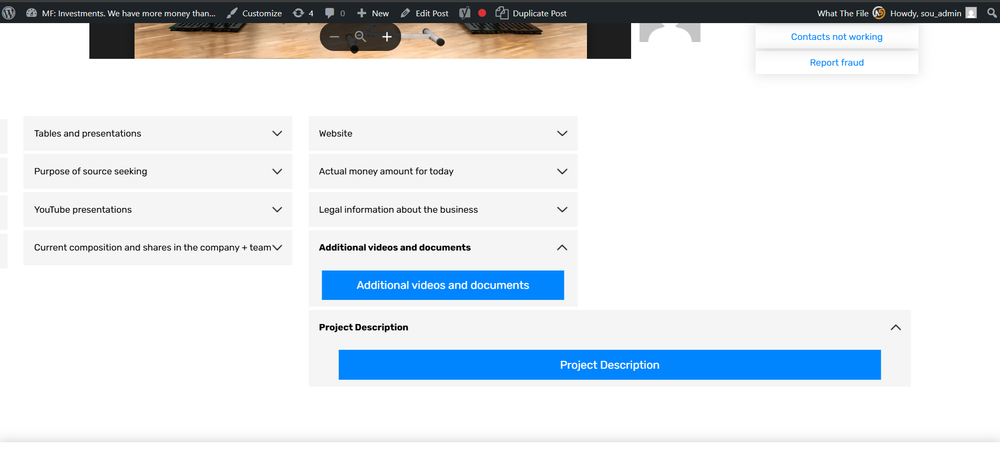 MF: Investments. We have more money than... Customize 4 0 New Edit Post Duplicate Post What The File Howdy, sou_admin
Contacts not working
Report fraud
Tables and presentations
Purpose of source seeking
YouTube presentations
Current composition and shares in the company + team
Website
Actual money amount for today
Legal information about the business
Additional videos and documents
Additional videos and documents
Project Description
Project Description